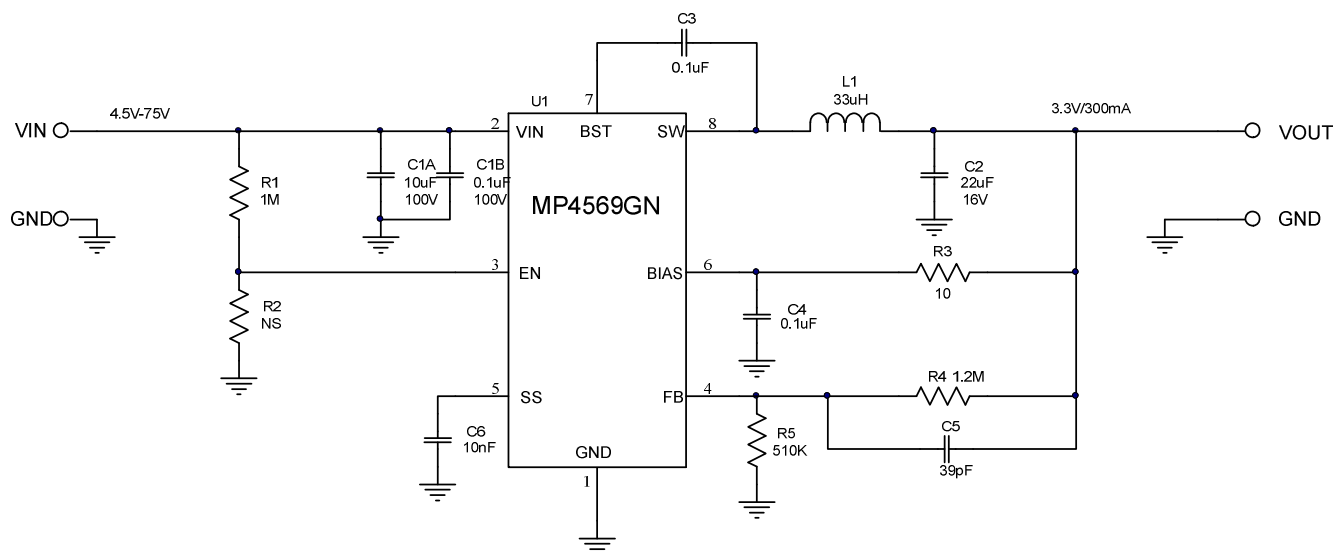 C3
0.1uF
L1
33uH
4.5V-75V
U1
7
3.3V/300mA
VIN
2
VIN
BST
SW
8
VOUT
R1
1M
C1A
10uF
100V
C1B
0.1uF
100V
MP4569GN
C2
22uF
16V
GND
GND
3
EN
BIAS
6
R3
10
R2
NS
C4
0.1uF
5
SS
FB
4
R4 1.2M
C6
10nF
R5
510K
C5
39pF
GND
1